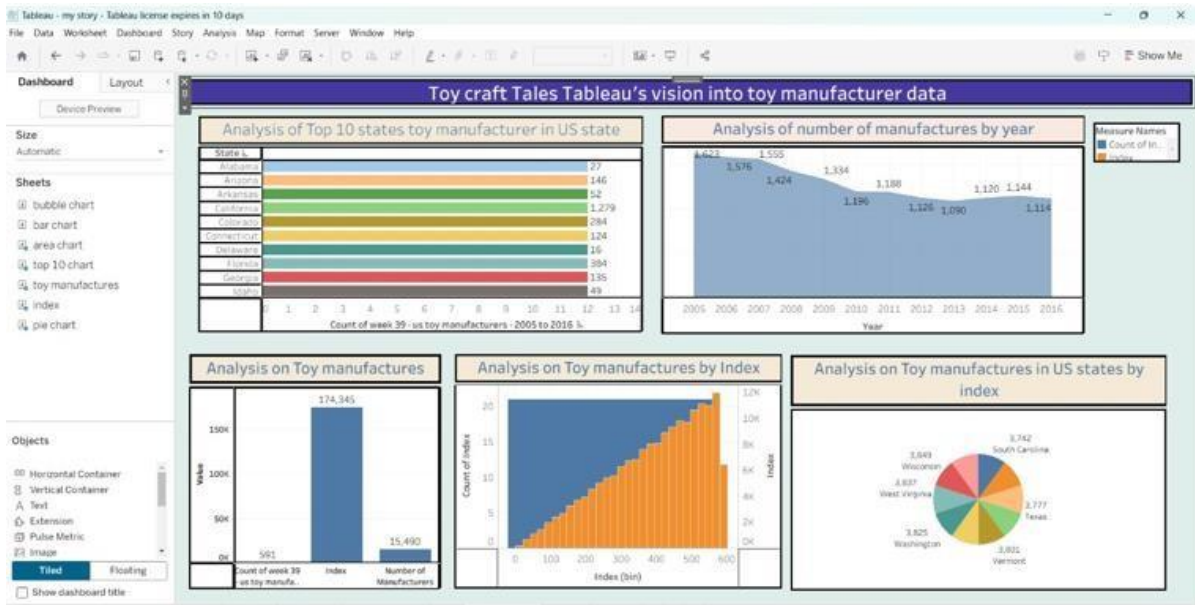 Tableau - my story - Tableau license expires in 10 days
File Data Worksheet Dashboard Story Analysis Map Format Server Window Help
Show Me
Dashboard Layout
Device Preview
Size
Automatic
Sheets
bubble chart
bar chart
area chart
top 10 chart
toy manufactures
index
pie chart
Objects
Horizontal Container
Vertical Container
A Text
Extension
Pulse Metric
Image
Tiled Floating
Show dashboard title
Toy craft Tales Tableau's vision into toy manufacturer data
Analysis of Top 10 states toy manufacturer in US state
State
Alabama 27
Arizona 146
Arkansas 52
California 1,279
Colorado 284
Connecticut 124
Delaware 16
Florida 384
Georgia 135
Idaho 49
0 1 2 3 4 5 6 7 8 9 10 11 12 13 14
Count of week 39 - us toy manufacturers - 2005 to 2016
Analysis of number of manufactures by year
1,623 1,576 1,555 1,424 1,334 1,196 1,188 1,126 1,090 1,120 1,144 1,114
2005 2006 2007 2008 2009 2010 2011 2012 2013 2014 2015 2016
Year
Measure Names
Count of In..
Index
Analysis on Toy manufactures
Value
150K
100K
50K
0K
591
174,345
15,490
Count of week 39 Index Number of
- us toy manufa.. Manufacturers
Analysis on Toy manufactures by Index
Count of Index
20
15
10
5
0
12K
10K
8K
6K
4K
2K
0K
Index
0 100 200 300 400 500 600
Index (bin)
Analysis on Toy manufactures in US states by
index
3,742
South Carolina
3,777
Texas
3,801
Vermont
3,825
Washington
3,837
West Virginia
3,849
Wisconsin